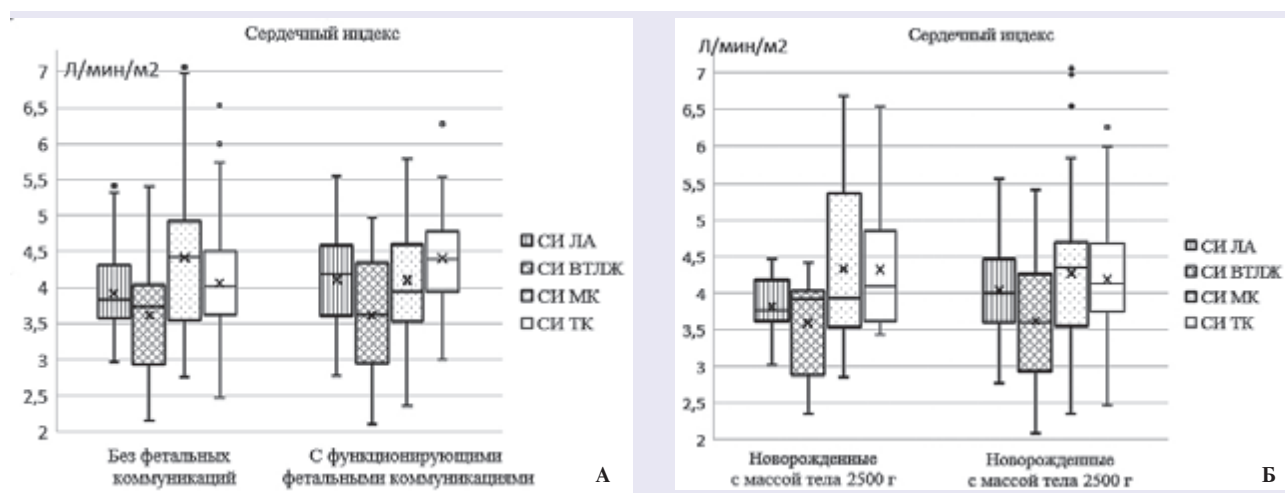 Сердечный индекс
Л/мин/м2
7
6,5
6
5,5
5
4,5
4
3,5
3
2,5
2
СИ ЛА
СИ ВТЛЖ
СИ МК
СИ ТК
Без фетальных
коммуникаций
С функционирующими
фетальными коммуникациями
А
Сердечный индекс
Л/мин/м2
7
6,5
6
5,5
5
4,5
4
3,5
3
2,5
2
СИ ЛА
СИ ВТЛЖ
СИ МК
СИ ТК
Новорожденные
с массой тела 2500 г
Новорожденные
с массой тела 2500 г
Б